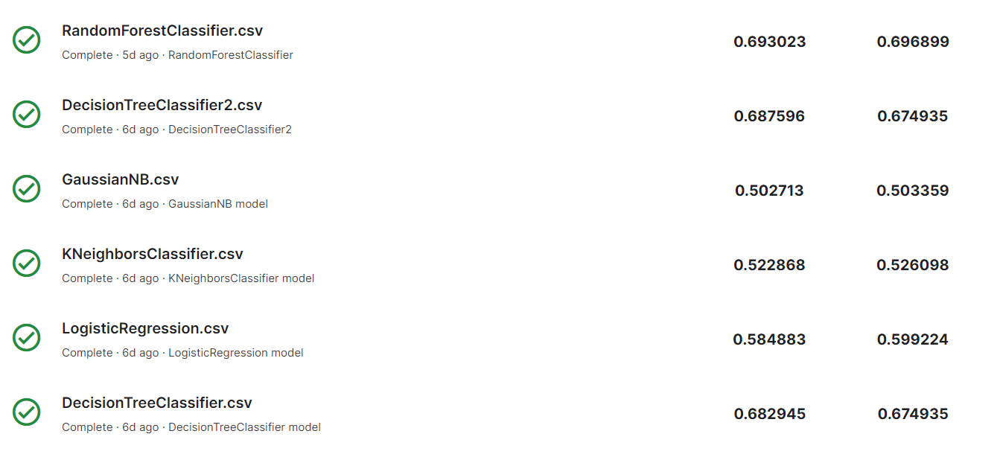 RandomForestClassifier.csv
Complete · 5d ago · RandomForestClassifier
0.693023 0.696899
DecisionTreeClassifier2.csv
Complete · 6d ago · DecisionTreeClassifier2
0.687596 0.674935
GaussianNB.csv
Complete · 6d ago · GaussianNB model
0.502713 0.503359
KNeighborsClassifier.csv
Complete · 6d ago · KNeighborsClassifier model
0.522868 0.526098
LogisticRegression.csv
Complete · 6d ago · LogisticRegression model
0.584883 0.599224
DecisionTreeClassifier.csv
Complete · 6d ago · DecisionTreeClassifier model
0.682945 0.674935